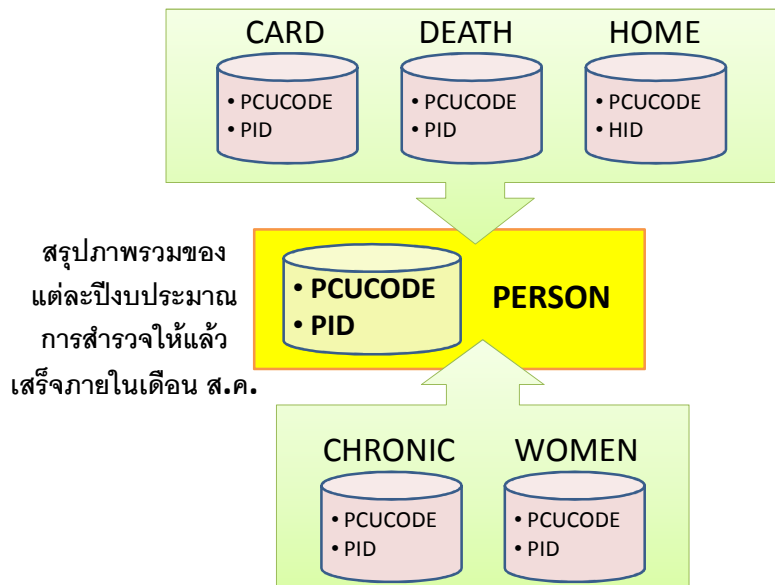 CARD
• PCUCODE
• PID
DEATH
• PCUCODE
• PID
HOME
• PCUCODE
• HID
สรุปภาพรวมของ
แต่ละปีงบประมาณ
การสำรวจให้แล้ว
เสร็จภายในเดือน ส.ค.
• PCUCODE
• PID
PERSON
CHRONIC
• PCUCODE
• PID
WOMEN
• PCUCODE
• PID